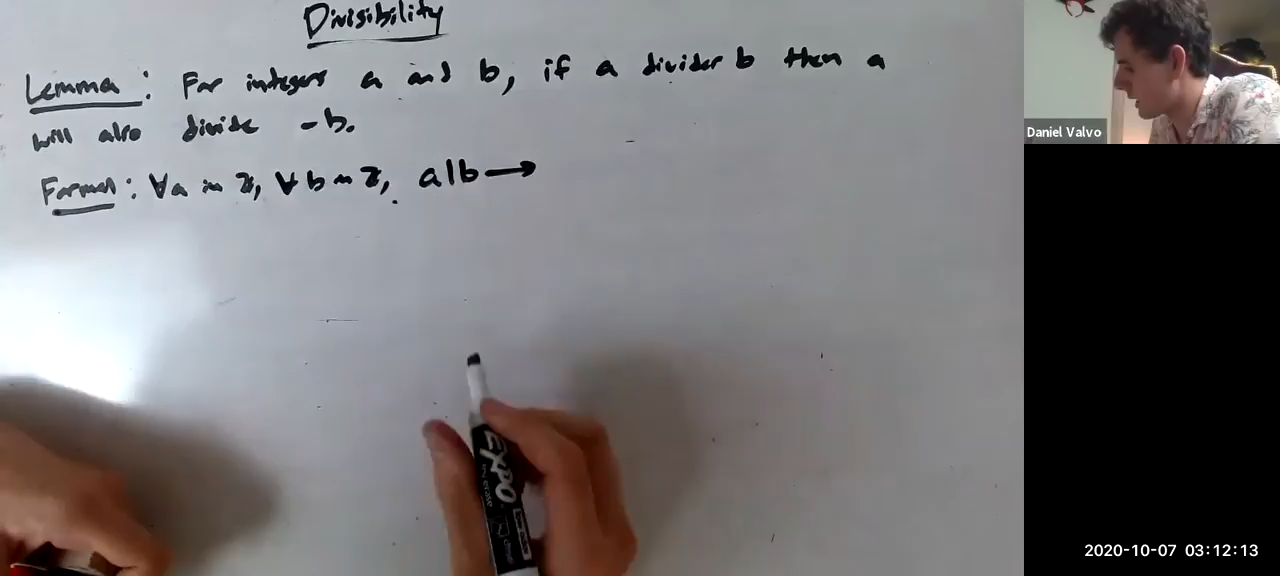 Divisibility
Lemma: For integers a and b, if a divides b then a
will also divide -b.
Formal: ∀a in ℤ, ∀b in ℤ, a|b →
EXPO
Daniel Valvo
2020-10-07 03:12:13